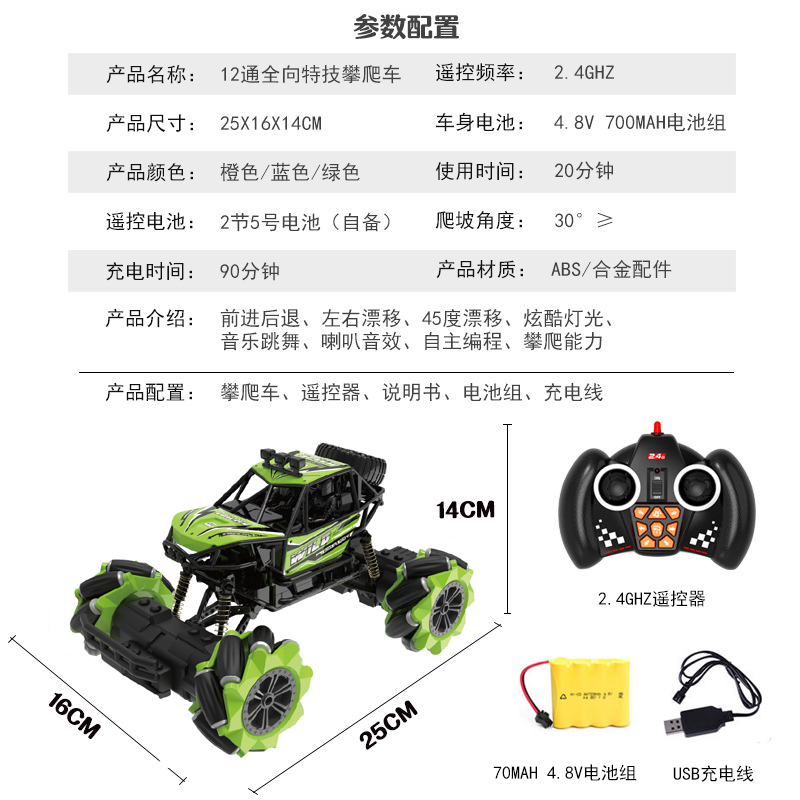 参数配置
产品名称： 12通全向特技攀爬车 遥控频率： 2.4GHZ
产品尺寸： 25X16X14CM 车身电池： 4.8V 700MAH电池组
产品颜色： 橙色/蓝色/绿色 使用时间： 20分钟
遥控电池： 2节5号电池（自备） 爬坡角度： 30°≥
充电时间： 90分钟 产品材质： ABS/合金配件
产品介绍： 前进后退、左右漂移、45度漂移、炫酷灯光、
音乐跳舞、喇叭音效、自主编程、攀爬能力
产品配置： 攀爬车、遥控器、说明书、电池组、充电线
14CM
2.4G
WILD
2.4GHZ遥控器
16CM
25CM
70MAH 4.8V电池组
USB充电线